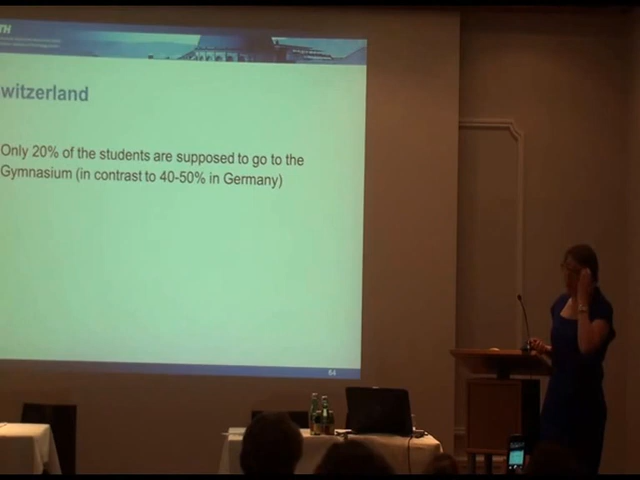 TH
witzerland
Only 20% of the students are supposed to go to the
Gymnasium (in contrast to 40-50% in Germany)
64